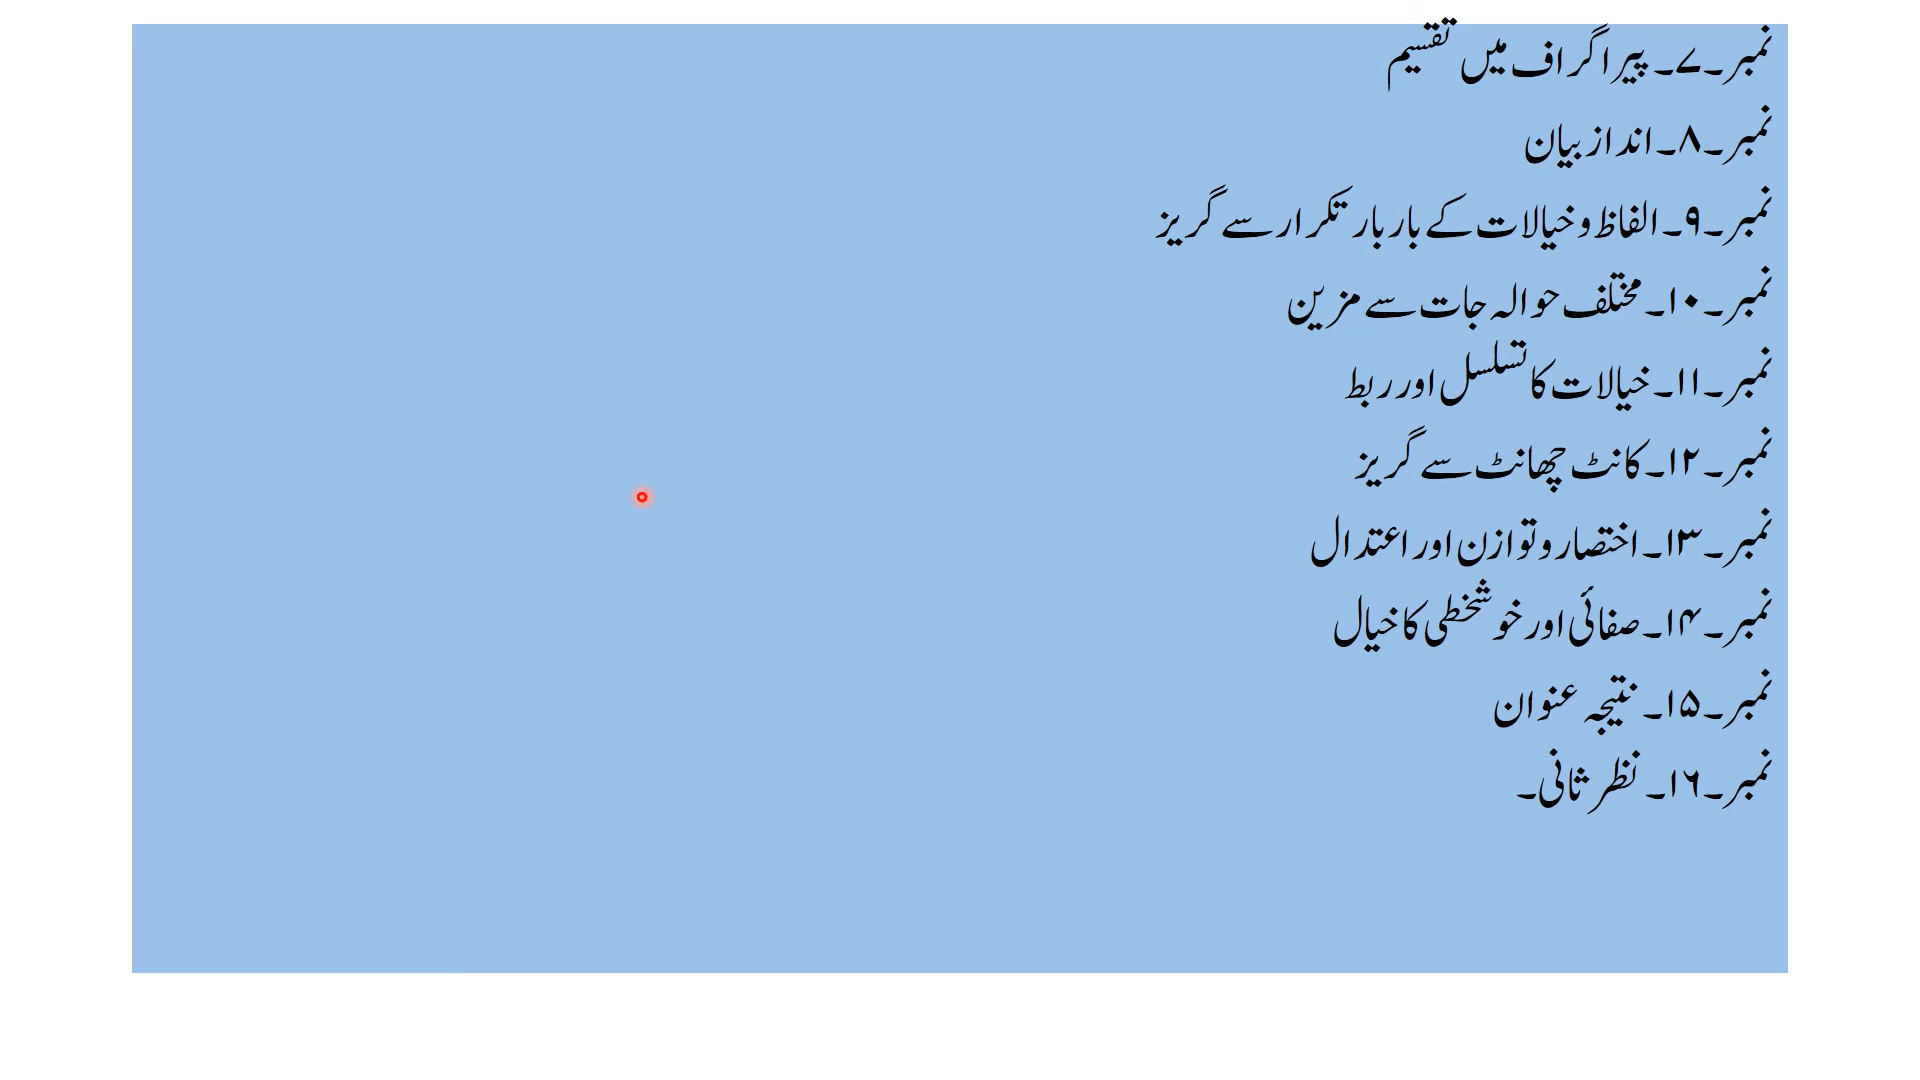 نمبر۔۷۔ پیراگراف میں تقسیم
نمبر۔۸۔ انداز بیان
نمبر۔۹۔ الفاظ و خیالات کے بار بار تکرار سے گریز
نمبر۔۱۰۔ مختلف حوالہ جات سے مزین
نمبر۔۱۱۔ خیالات کا تسلسل اور ربط
نمبر۔۱۲۔ کانٹ چھانٹ سے گریز
نمبر۔۱۳۔ اختصار و توازن اور اعتدال
نمبر۔۱۴۔ صفائی اور خوشخطی کا خیال
نمبر۔۱۵۔ نتیجہ عنوان
نمبر۔۱۶۔ نظر ثانی۔